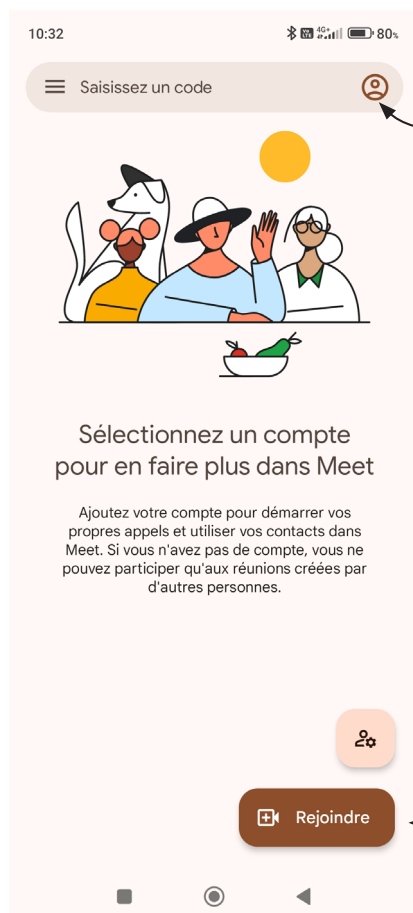 10:32
4G+
80%
Saisissez un code
Sélectionnez un compte
pour en faire plus dans Meet
Ajoutez votre compte pour démarrer vos
propres appels et utiliser vos contacts dans
Meet. Si vous n'avez pas de compte, vous ne
pouvez participer qu'aux réunions créées par
d'autres personnes.
Rejoindre